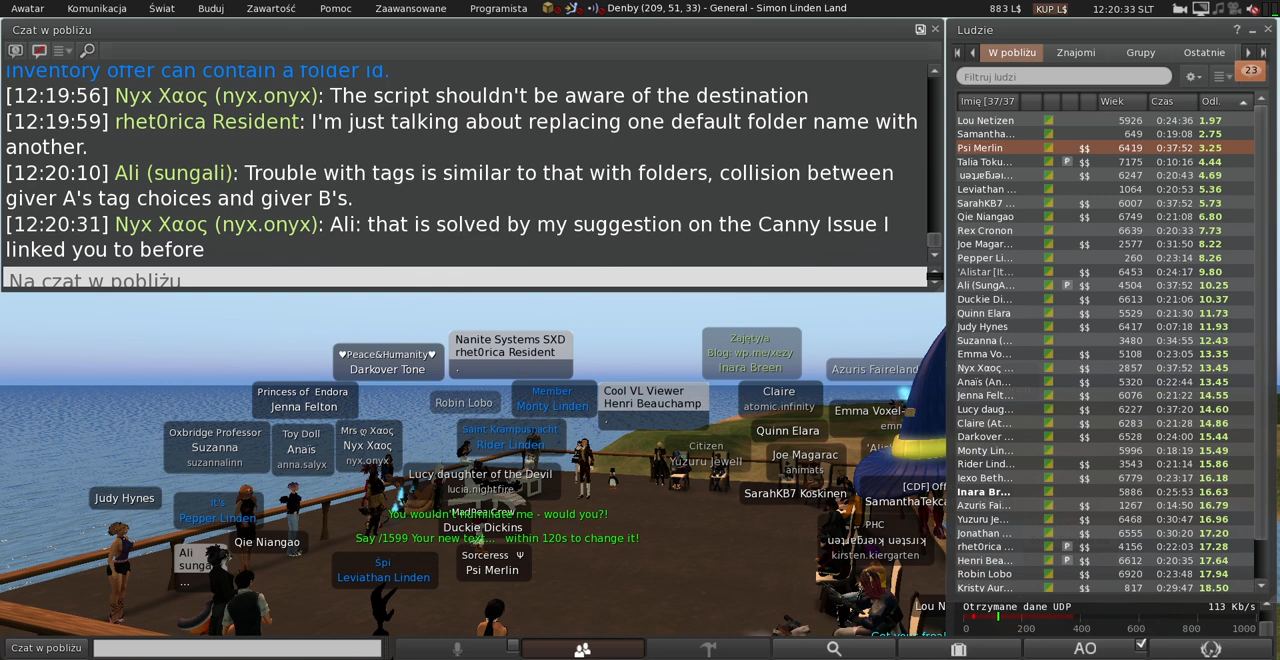 Awatar Komunikacja Świat Buduj Zawartość Pomoc Zaawansowane Programista Denby (209, 51, 33) - General - Simon Linden Land 883 L$ KUP L$ 12:20:33 SLT
Czat w pobliżu
inventory offer can contain a folder id.
[12:19:56] Nyx Χαος (nyx.onyx): The script shouldn't be aware of the destination
[12:19:59] rhet0rica Resident: I'm just talking about replacing one default folder name with
another.
[12:20:10] Ali (sungali): Trouble with tags is similar to that with folders, collision between
giver A's tag choices and giver B's.
[12:20:31] Nyx Χαος (nyx.onyx): Ali: that is solved by my suggestion on the Canny Issue I
linked you to before
Na czat w pobliżu
♥Peace&Humanity♥
Darkover Tone
Nanite Systems SXD
rhet0rica Resident
.
Zajęty/a
Blog: wp.me/xezy
Inara Breen
Azuris Faireland
Princess of Endora
Jenna Felton
Robin Lobo
Member
Monty Linden
Cool VL Viewer
Henri Beauchamp
.
Claire
atomic.infinity
Emma Voxel-
emm
Oxbridge Professor
Suzanna
suzannalinn
Toy Doll
Anais
anna.salyx
Mrs ღ Χαος
Nyx Χαος
nyx.onyx
Saint Krampusnacht
Rider Linden
Quinn Elara
Citizen
Yuzuru Jewell
Joe Magarac
animats
'Alis
Lucy daughter of the Devil
lucia.nightfire
SarahKB7 Koskinen
[CDF] Off
SamanthaTekca
Judy Hynes
It's
Pepper Linden
You wouldn't humiliate me - would you?!
MadPea Crew
Duckie Dickins
Say /1599 Your new text... within 120s to change it!
Qie Niangao
PHC
kirsten.kiergarten
Ali
sunga
...
Spi
Leviathan Linden
Sorceress Ψ
Psi Merlin
Lou N
Ludzie
W pobliżu Znajomi Grupy Ostatnie
Filtruj ludzi 23
Imię [37/37 Wiek Czas Odl.
Lou Netizen 5926 0:24:36 1.97
Samantha... 649 0:19:08 2.75
Psi Merlin $$ 6419 0:37:52 3.25
Talia Toku... P $$ 7175 0:10:16 4.44
$$ 6247 0:20:43 4.69
Leviathan ... 1064 0:20:53 5.36
SarahKB7 ... $$ 6007 0:37:52 5.73
Qie Niangao $$ 6749 0:21:08 6.80
Rex Cronon 6639 0:20:33 7.73
Joe Magar... $$ 2577 0:31:50 8.22
Pepper Li... 260 0:23:14 8.26
'Alistar [It... $$ 6453 0:24:17 9.80
Ali (SungA... P $$ 4504 0:37:52 10.25
Duckie Di... $$ 6613 0:21:06 10.37
Quinn Elara $$ 5529 0:21:30 11.73
Judy Hynes $$ 6417 0:07:18 11.93
Suzanna (... 3480 0:34:55 12.43
Emma Vo... $$ 5108 0:23:05 13.35
Nyx Χαος ... $$ 2857 0:37:52 13.45
Anais (An... $$ 5320 0:22:44 13.45
Jenna Felt... $$ 6076 0:21:22 14.55
Lucy daug... $$ 6227 0:37:20 14.60
Claire (At... $$ 6283 0:21:28 14.86
Darkover ... $$ 6528 0:24:00 15.44
Monty Lin... 5996 0:18:19 15.49
Rider Lind... $$ 3543 0:21:14 15.86
Iexo Beth... $$ 6779 0:23:17 16.18
Inara Br... 5886 0:25:53 16.63
Azuris Fai... $$ 1267 0:14:50 16.79
Yuzuru Je... $$ 6468 0:30:47 16.96
Jonathan ... $$ 6555 0:30:20 17.20
rhet0rica ... P $$ 4156 0:22:03 17.28
Henri Bea... P $$ 6612 0:20:35 17.64
Robin Lobo $$ 6920 0:23:48 17.94
Kristy Aur... $$ 817 0:29:47 18.50
Otrzymane dane UDP 113 Kb/s
0 200 400 600 800 1000
Czat w pobliżu AO